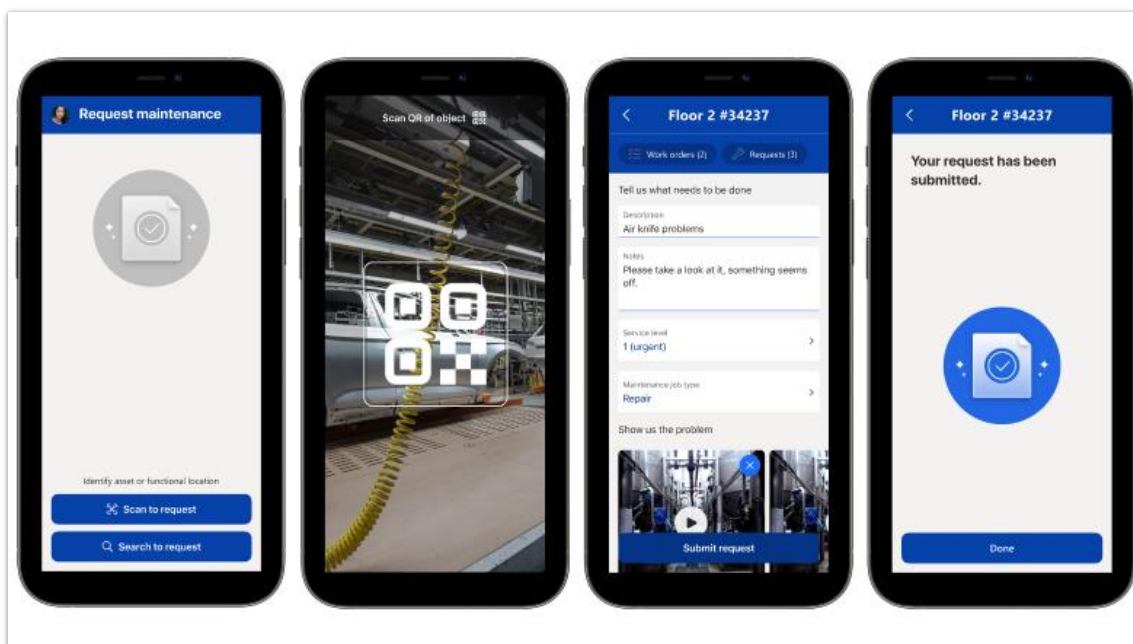 Request maintenance
Identify asset or functional location
Scan to request
Search to request
Scan QR of object
Floor 2 #34237
Work orders (2)
Requests (3)
Tell us what needs to be done
Description
Air knife problems
Notes
Please take a look at it, something seems
off.
Service level
1 (urgent)
Maintenance job type
Repair
Show us the problem
Submit request
Floor 2 #34237
Your request has been
submitted.
Done